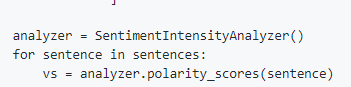 ]
analyzer = SentimentIntensityAnalyzer()
for sentence in sentences:
    vs = analyzer.polarity_scores(sentence)